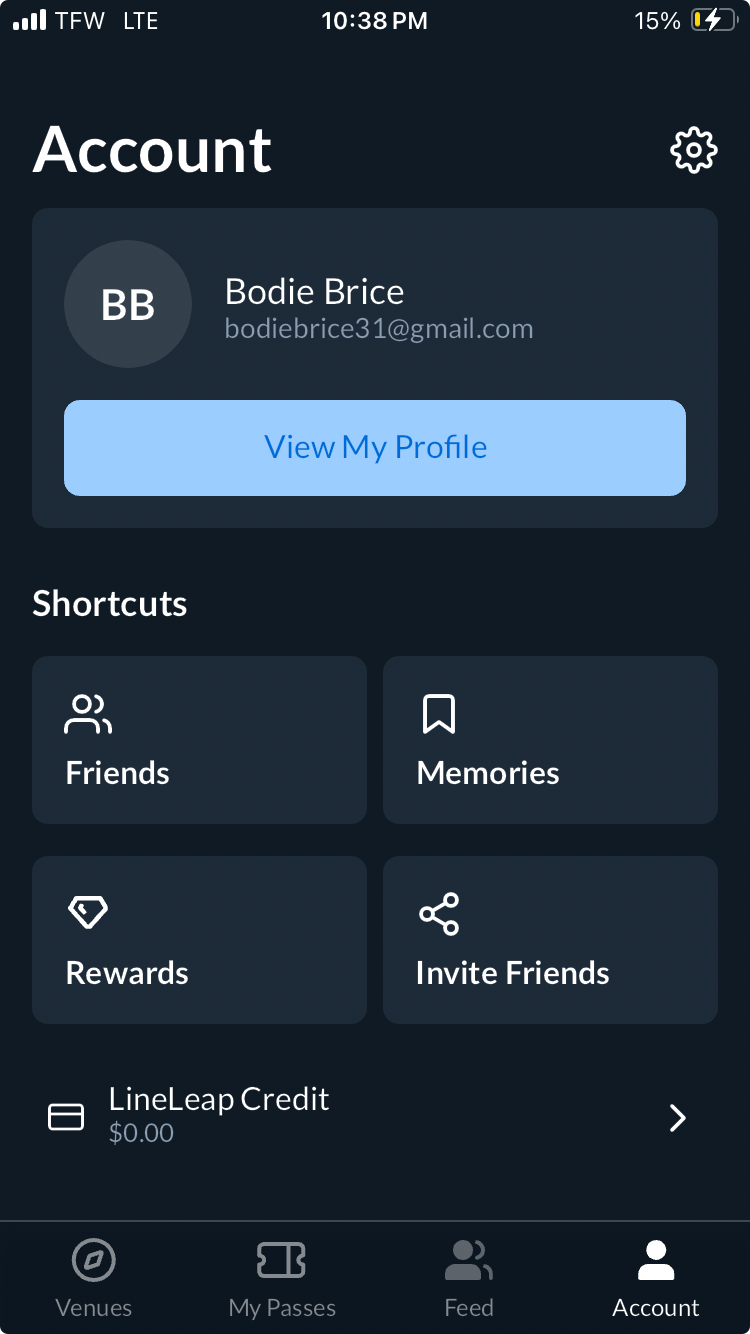 TFW LTE 10:38 PM 15%
Account
BB
Bodie Brice
bodiebrice31@gmail.com
View My Profile
Shortcuts
Friends
Memories
Rewards
Invite Friends
LineLeap Credit
$0.00
Venues My Passes Feed Account